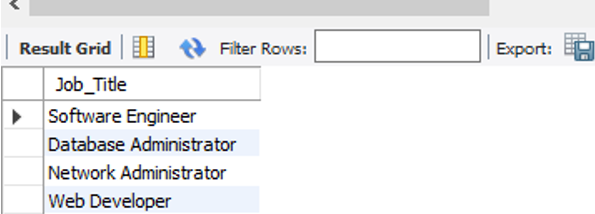 Result Grid Filter Rows: Export:
Job_Title
Software Engineer
Database Administrator
Network Administrator
Web Developer